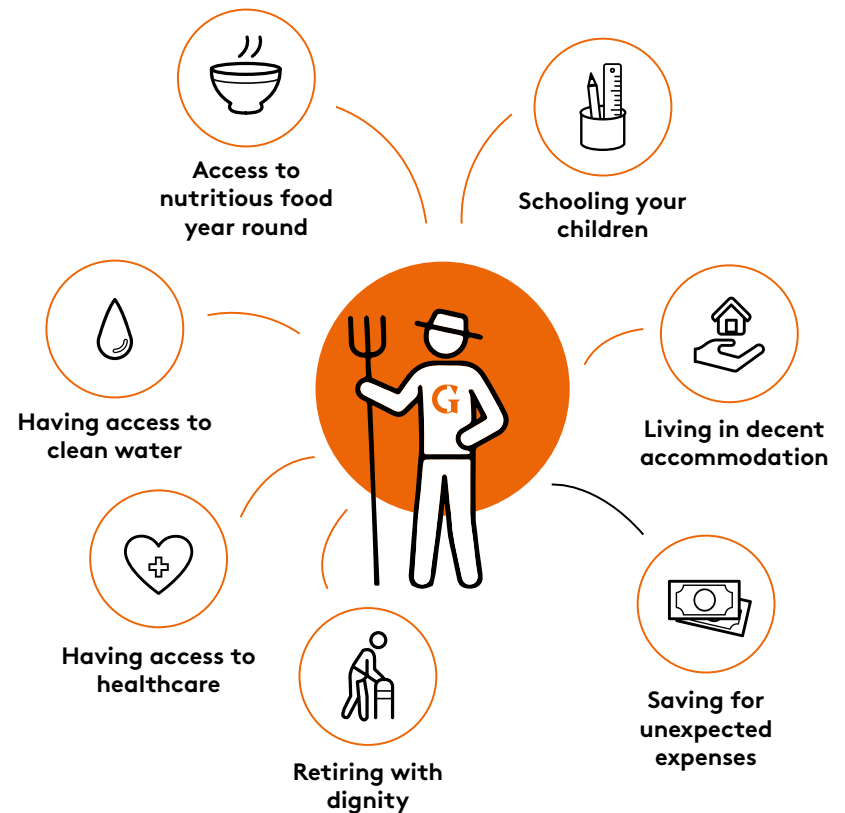 Access to
nutritious food
year round
Schooling your
children
Having access to
clean water
G
Living in decent
accommodation
Having access to
healthcare
Saving for
unexpected
expenses
Retiring with
dignity